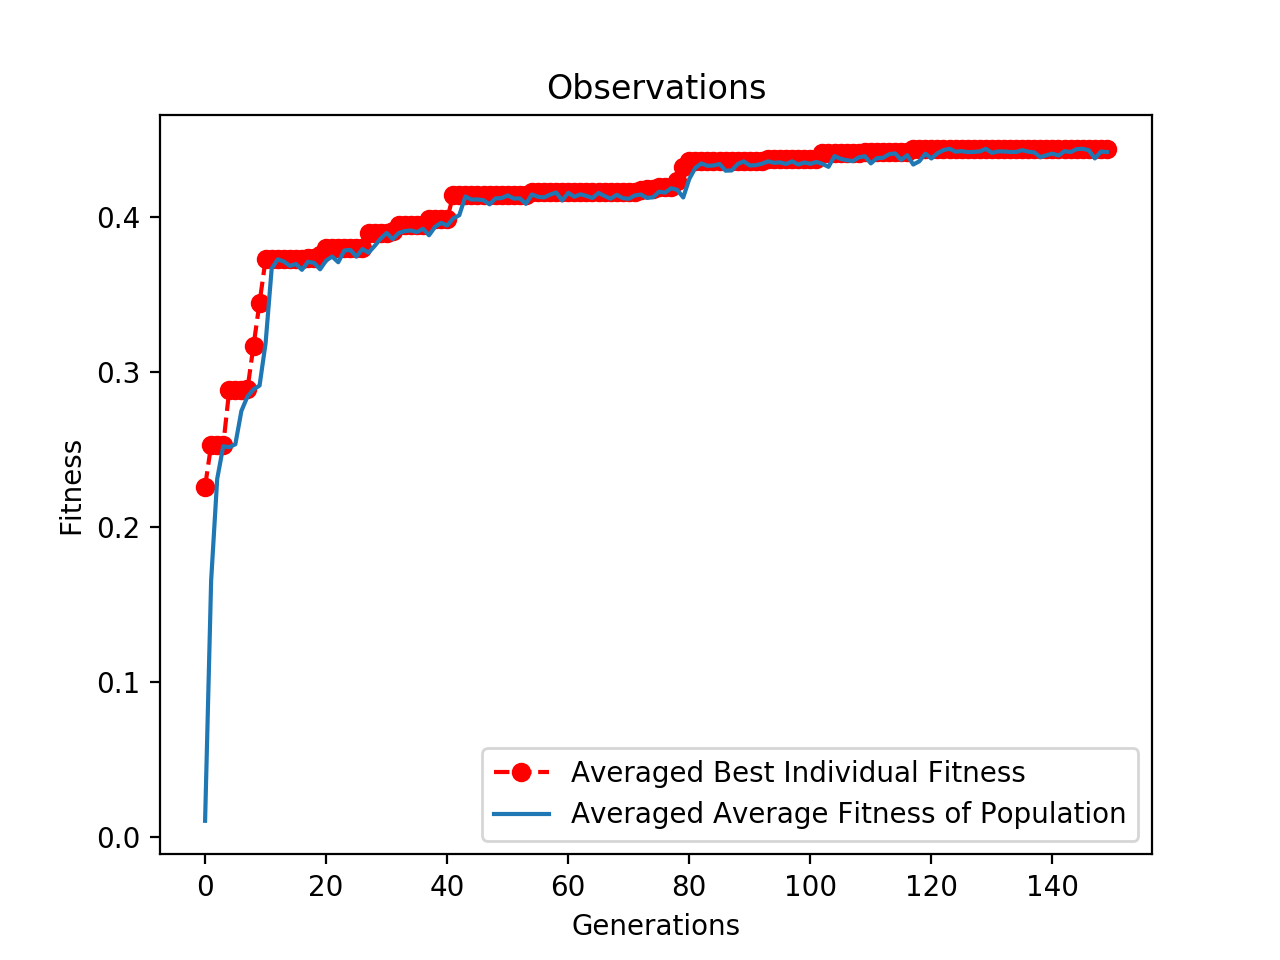 Observations
Fitness
0.4
0.3
0.2
0.1
0.0
Averaged Best Individual Fitness
Averaged Average Fitness of Population
0 20 40 60 80 100 120 140
Generations